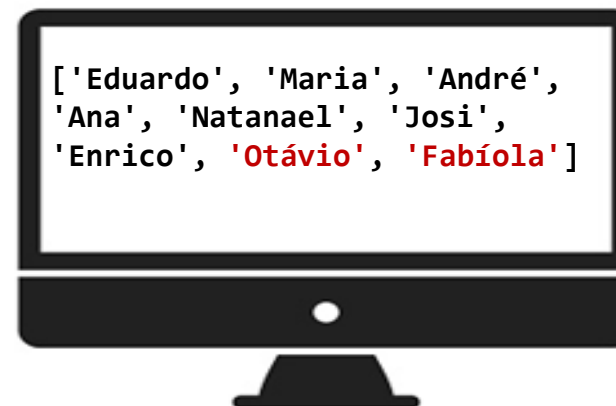 ['Eduardo', 'Maria', 'André',
'Ana', 'Natanael', 'Josi',
'Enrico', 'Otávio', 'Fabíola']